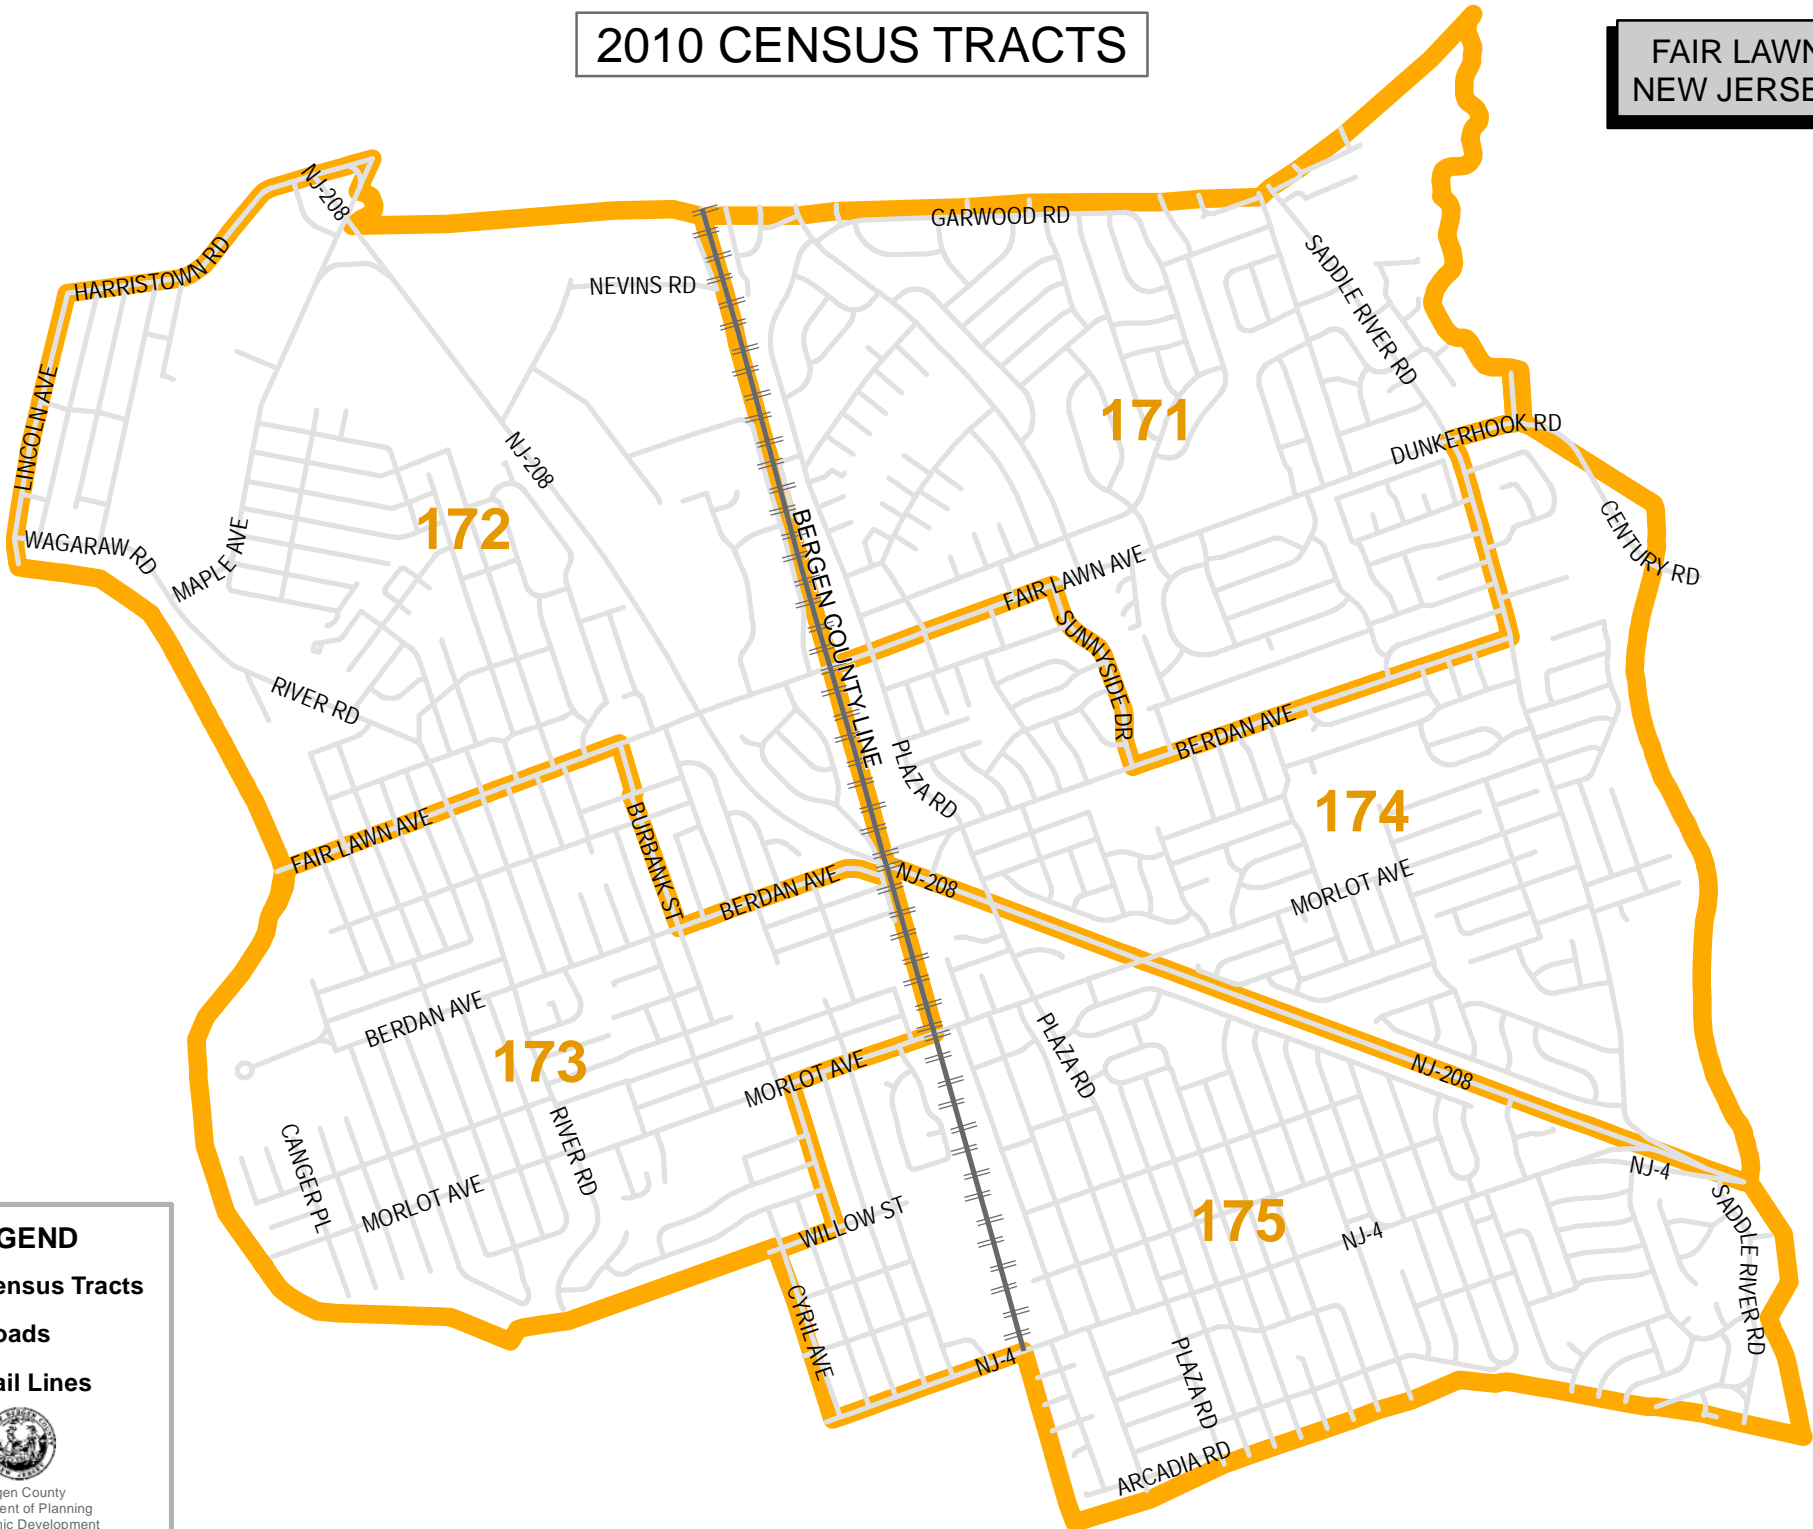 2010 CENSUS TRACTS
FAIR LAWN
NEW JERSE
NJ-208
HARRISTOWN RD
GARWOOD RD
SADDLE RIVER RD
NEVINS RD
LINCOLN AVE
171
DUNKERHOOK RD
NJ-208
172
BERGEN COUNTY LINE
CENTURY RD
WAGARAW RD
MAPLE AVE
FAIR LAWN AVE
SUNNYSIDE DR
RIVER RD
BERDAN AVE
PLAZA RD
174
FAIR LAWN AVE
BURBANK ST
BERDAN AVE
NJ-208
MORLOT AVE
BERDAN AVE
173
MORLOT AVE
PLAZA RD
NJ-208
CANGER PL
RIVER RD
MORLOT AVE
NJ-4
SADDLE RIVER RD
WILLOW ST
175
NJ-4
CYRIL AVE
NJ-4
PLAZA RD
ARCADIA RD
GEND
ensus Tracts
oads
ail Lines
gen County
ent of Planning
mic Development